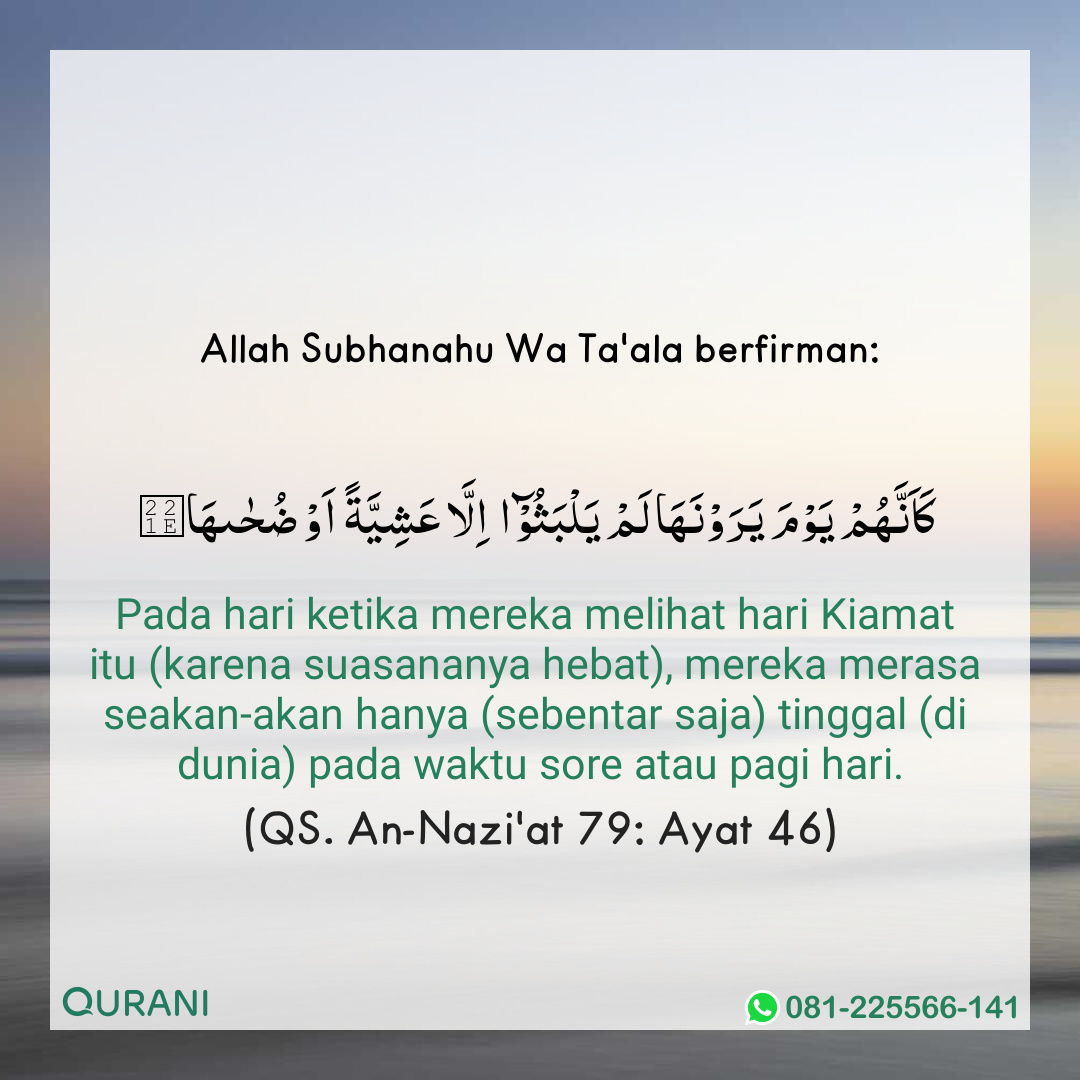 Allah Subhanahu Wa Ta'ala berfirman:
كَاَنَّهُمْ يَوْمَ يَرَوْنَهَا لَمْ يَلْبَثُوْٓا اِلَّا عَشِيَّةً اَوْ ضُحٰىهَا
Pada hari ketika mereka melihat hari Kiamat
itu (karena suasananya hebat), mereka merasa
seakan-akan hanya (sebentar saja) tinggal (di
dunia) pada waktu sore atau pagi hari.
(QS. An-Nazi'at 79: Ayat 46)
QURANI
081-225566-141